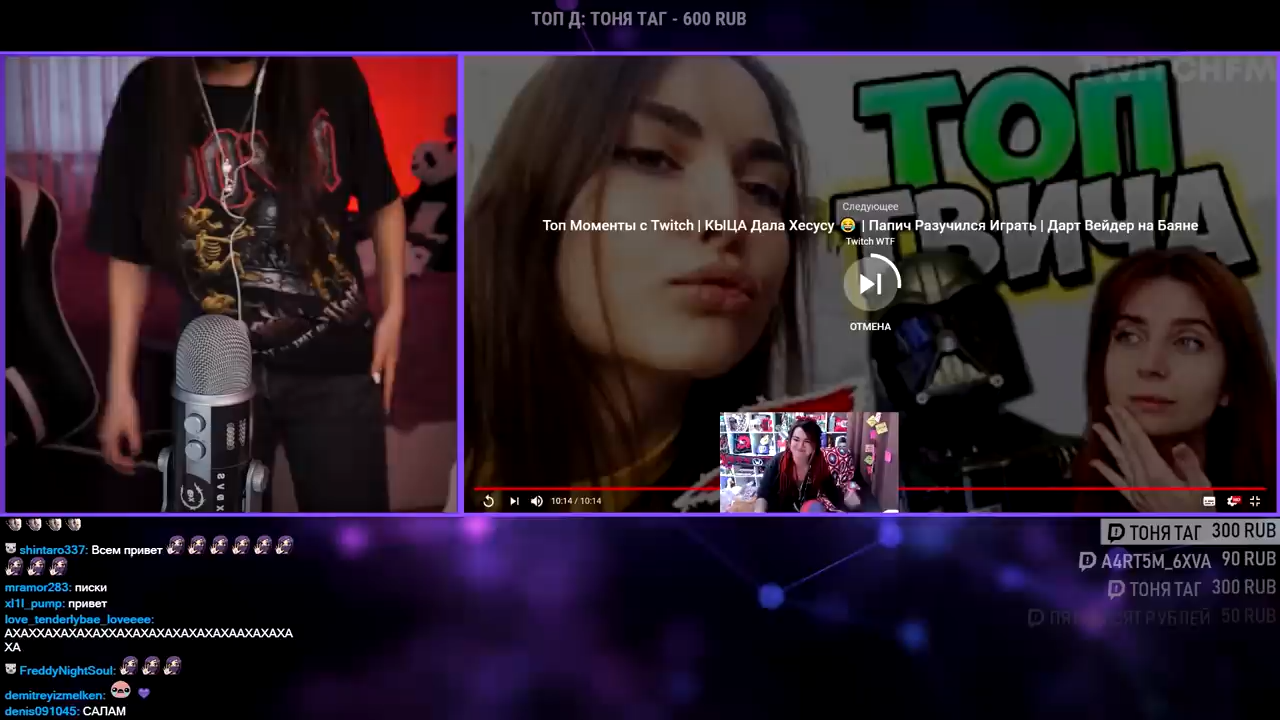 ТОП Д: ТОНЯ ТАГ - 600 RUB
ТОП
ТВИЧА
Следующее
Топ Моменты с Twitch | КЫЦА Дала Хесусу 😂 | Папич Разучился Играть | Дарт Вейдер на Баяне
Twitch WTF
ОТМЕНА
10:14 / 10:14
shintaro337: Всем привет
mramor283: писки
xl1l_pump: привет
love_tenderlybae_loveeee:
АХАХХАХАХАХАХХАХАХАХАХАХАХАХААХАХАХА
ХА
FreddyNightSoul:
demitreyizmelken: 💜
denis091045: САЛАМ
ТОНЯ ТАГ 300 RUB
A4RT5M_6XVA 90 RUB
ТОНЯ ТАГ 300 RUB
50 RUB